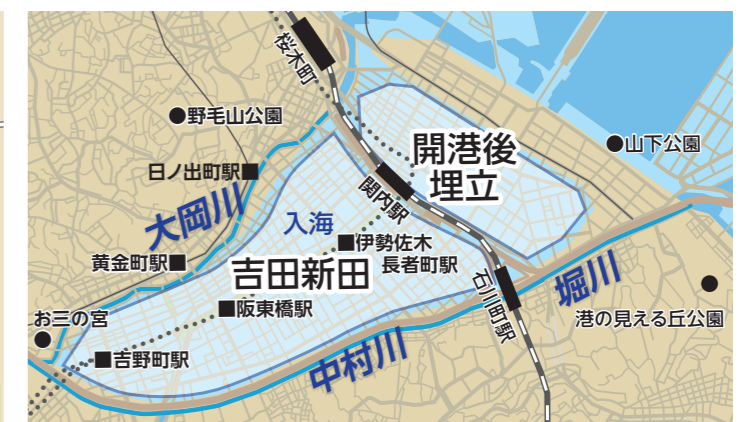 桜木町
●野毛山公園
開港後
埋立
●山下公園
日ノ出町駅■
関内駅
大岡川
入海
■伊勢佐木
長者町駅
黄金町駅■
吉田新田
石川町駅
堀川
■阪東橋駅
港の見える丘公園
お三の宮
中村川
■吉野町駅